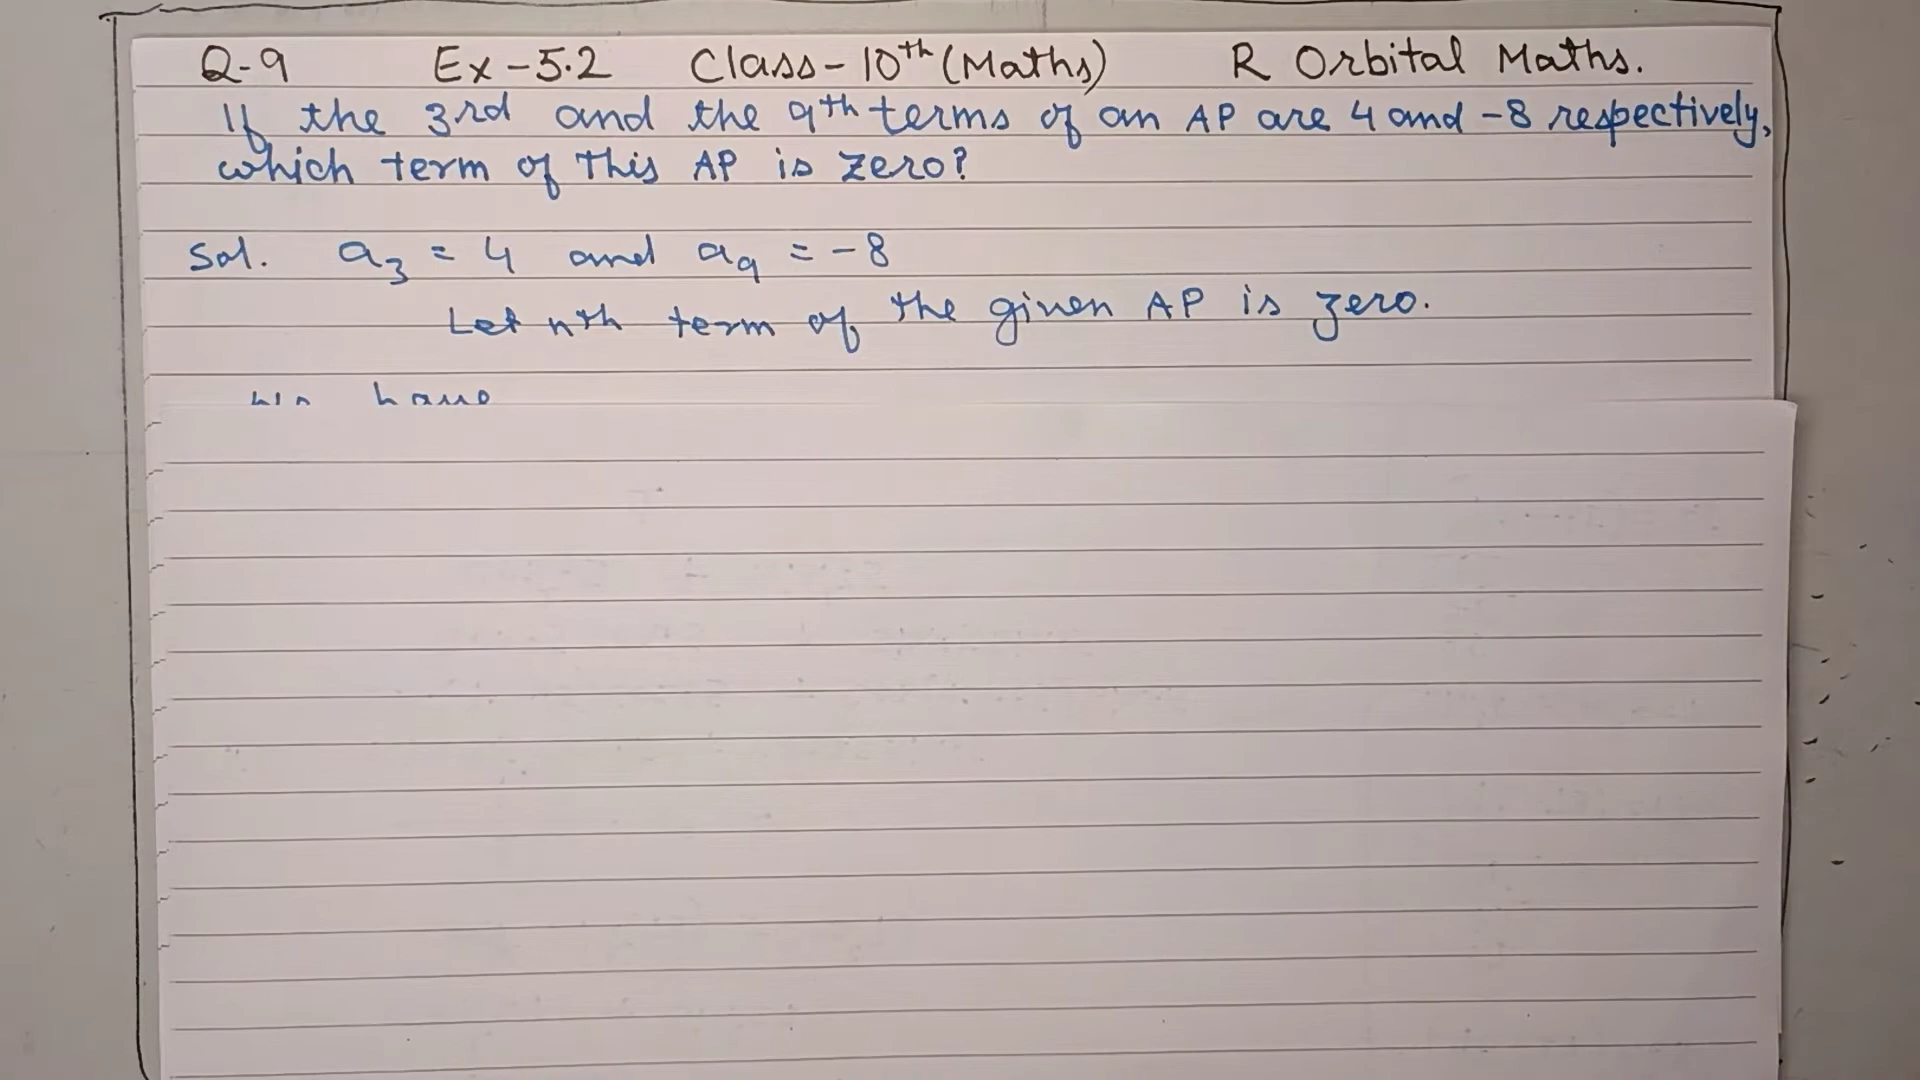 Q-9 Ex-5.2 Class-10th (Maths) R Orbital Maths.
If the 3rd and the 9th terms of an AP are 4 and -8 respectively,
which term of this AP is zero?
Sol. a3 = 4 and a9 = -8
Let nth term of the given AP is zero.